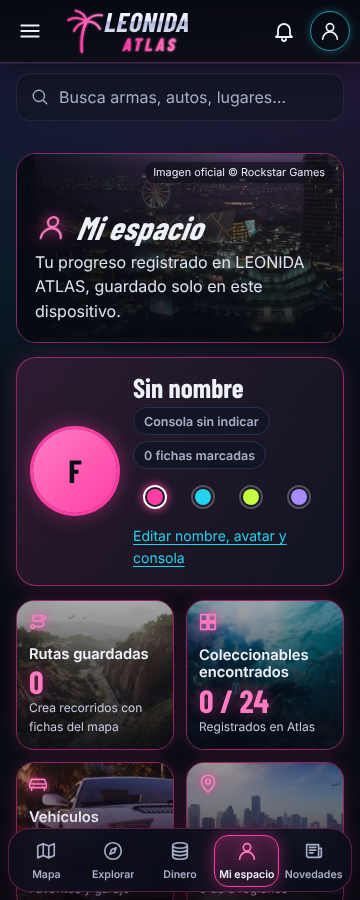 LEONIDA
ATLAS
Busca armas, autos, lugares...
Imagen oficial © Rockstar Games
Mi espacio
Tu progreso registrado en LEONIDA
ATLAS, guardado solo en este
dispositivo.
Sin nombre
Consola sin indicar
0 fichas marcadas
F
Editar nombre, avatar y
consola
Rutas guardadas
0
Crea recorridos con
fichas del mapa
Coleccionables
encontrados
0 / 24
Registrados en Atlas
Vehículos
Mapa
Explorar
Dinero
Mi espacio
Novedades